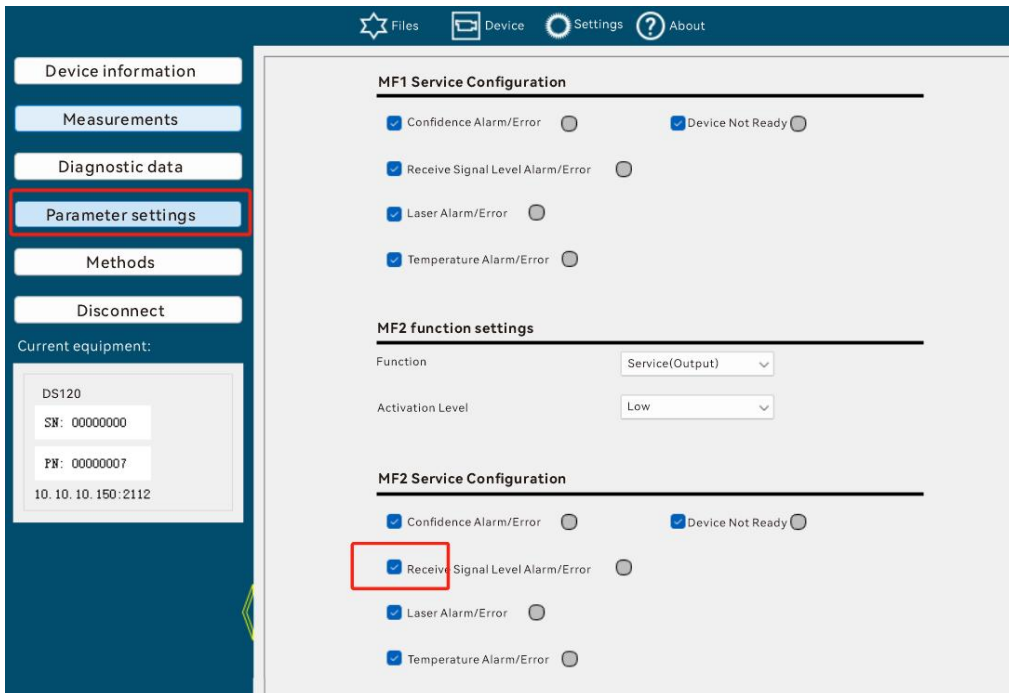 Files Device Settings ? About
Device information
Measurements
Diagnostic data
Parameter settings
Methods
Disconnect
Current equipment:
DS120
SN: 00000000
PN: 00000007
10.10.10.150:2112
MF1 Service Configuration
Confidence Alarm/Error Device Not Ready
Receive Signal Level Alarm/Error
Laser Alarm/Error
Temperature Alarm/Error
MF2 function settings
Function Service(Output)
Activation Level Low
MF2 Service Configuration
Confidence Alarm/Error Device Not Ready
Receive Signal Level Alarm/Error
Laser Alarm/Error
Temperature Alarm/Error